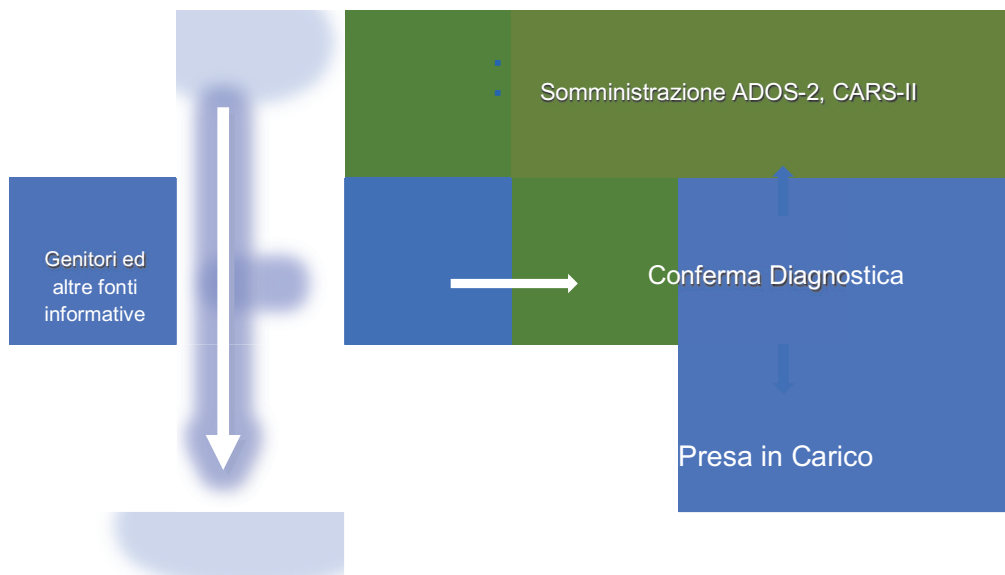 Somministrazione ADOS-2, CARS-II
Genitori ed
altre fonti
informative
Conferma Diagnostica
Presa in Carico